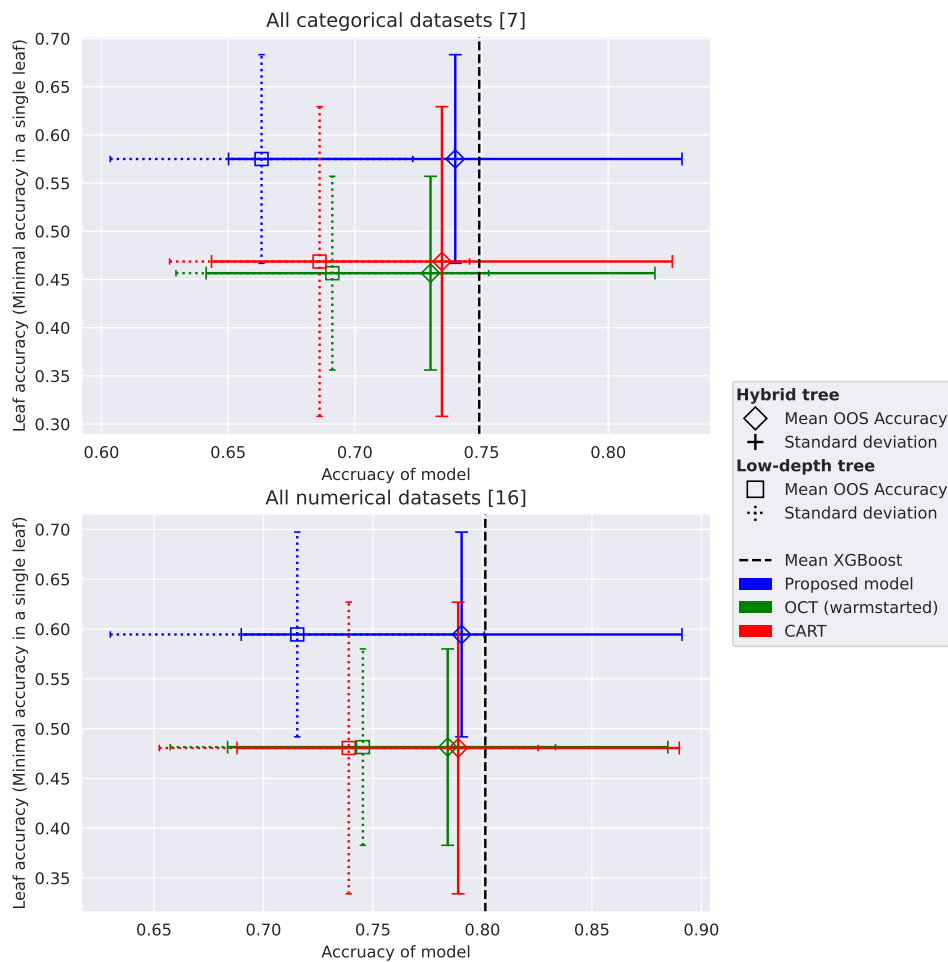 All categorical datasets [7]
Leaf accuracy (Minimal accuracy in a single leaf)
0.70
0.65
0.60
0.55
0.50
0.45
0.40
0.35
0.30
0.60 0.65 0.70 0.75 0.80
Accruacy of model
All numerical datasets [16]
Leaf accuracy (Minimal accuracy in a single leaf)
0.70
0.65
0.60
0.55
0.50
0.45
0.40
0.35
0.65 0.70 0.75 0.80 0.85 0.90
Accruacy of model
Hybrid tree
Mean OOS Accuracy
Standard deviation
Low-depth tree
Mean OOS Accuracy
Standard deviation
Mean XGBoost
Proposed model
OCT (warmstarted)
CART